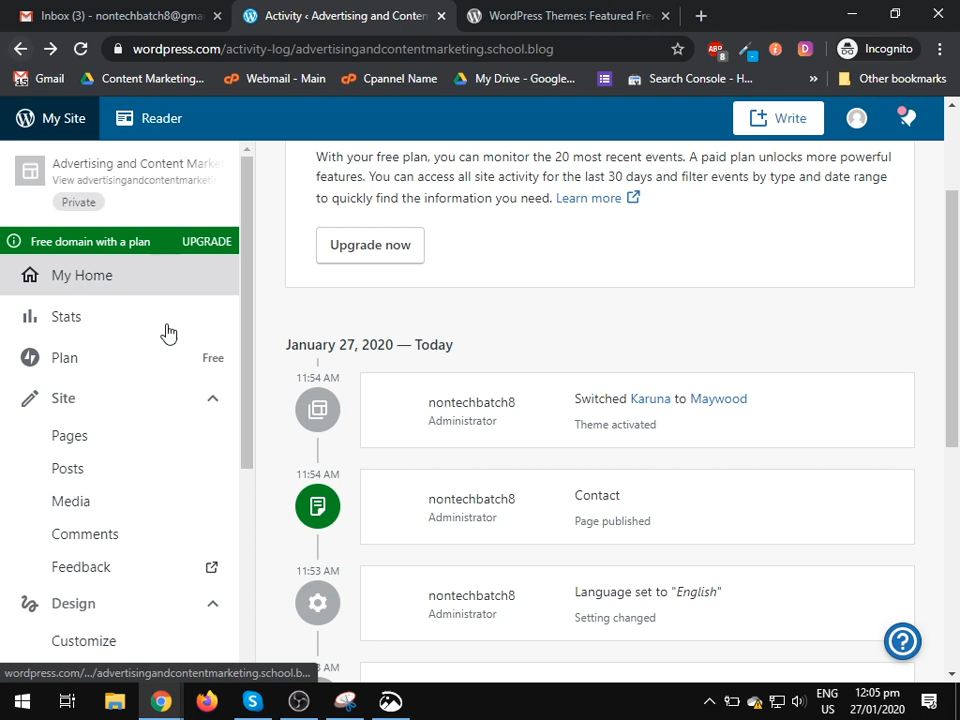 Inbox (3) - nontechbatch8@gma
Activity ‹ Advertising and Conten
WordPress Themes: Featured Fre
wordpress.com/activity-log/advertisingandcontentmarketing.school.blog
8
Incognito
15
Gmail
Content Marketing...
Webmail - Main
Cpannel Name
My Drive - Google...
Search Console - H...
»
Other bookmarks
My Site
Reader
Write
Advertising and Content Marke
View advertisingandcontentmarketi
Private
Free domain with a plan
UPGRADE
My Home
Stats
Plan
Free
Site
Pages
Posts
Media
Comments
Feedback
Design
Customize
With your free plan, you can monitor the 20 most recent events. A paid plan unlocks more powerful
features. You can access all site activity for the last 30 days and filter events by type and date range
to quickly find the information you need. Learn more
Upgrade now
January 27, 2020 — Today
11:54 AM
nontechbatch8
Administrator
Switched Karuna to Maywood
Theme activated
11:54 AM
nontechbatch8
Administrator
Contact
Page published
11:53 AM
nontechbatch8
Administrator
Language set to "English"
Setting changed
AM
wordpress.com/.../advertisingandcontentmarketing.school.b...
ENG
US
12:05 pm
27/01/2020